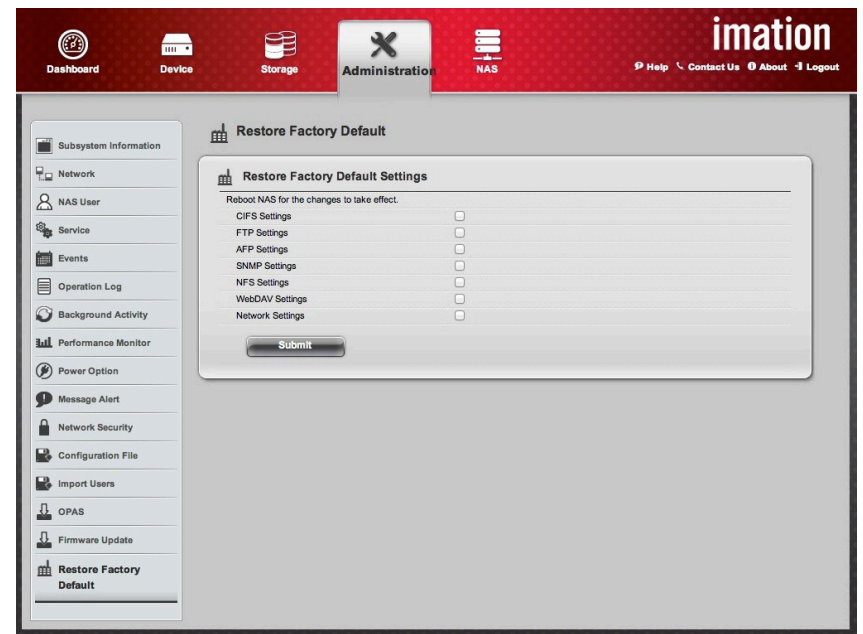 imation
Dashboard
Device
Storage
Administration
NAS
Help
Contact Us
About
Logout
Subsystem Information
Network
NAS User
Service
Events
Operation Log
Background Activity
Performance Monitor
Power Option
Message Alert
Network Security
Configuration File
Import Users
OPAS
Firmware Update
Restore Factory
Default
Restore Factory Default
Restore Factory Default Settings
Reboot NAS for the changes to take effect.
CIFS Settings
FTP Settings
AFP Settings
SNMP Settings
NFS Settings
WebDAV Settings
Network Settings
Submit